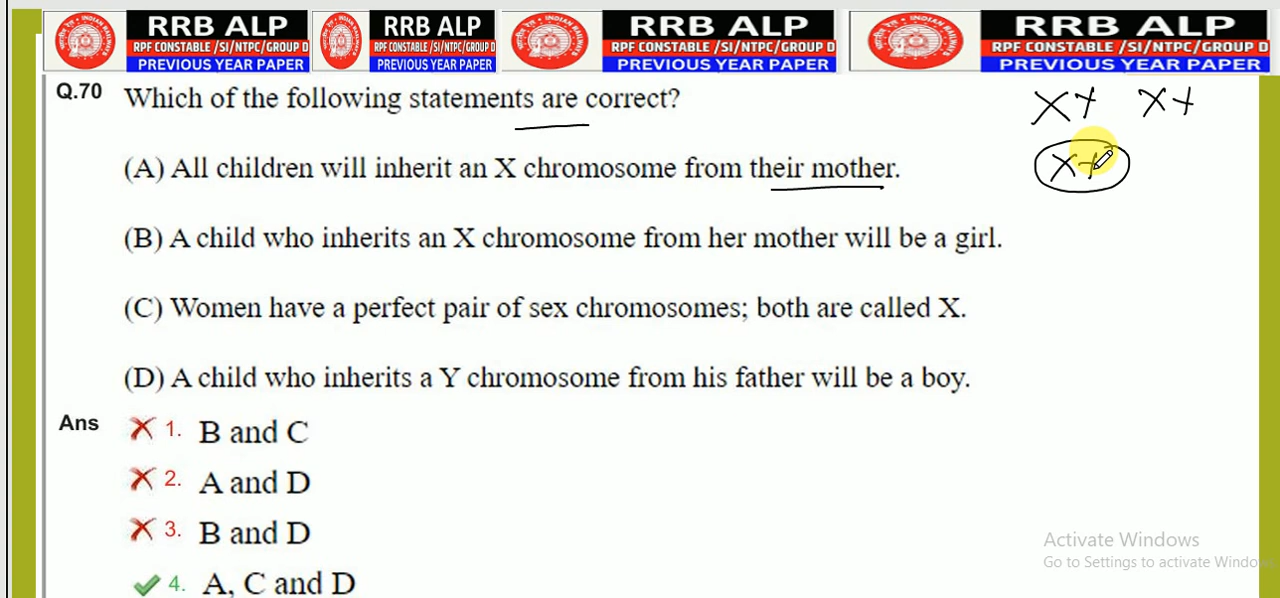 RRB ALP RRB ALP RRB ALP RRB ALP
RPF CONSTABLE /SI/NTPC/GROUP D RPF CONSTABLE /SI/NTPC/GROUP D RPF CONSTABLE /SI/NTPC/GROUP D RPF CONSTABLE /SI/NTPC/GROUP D
PREVIOUS YEAR PAPER PREVIOUS YEAR PAPER PREVIOUS YEAR PAPER PREVIOUS YEAR PAPER
Q.70 Which of the following statements are correct?
(A) All children will inherit an X chromosome from their mother.
(B) A child who inherits an X chromosome from her mother will be a girl.
(C) Women have a perfect pair of sex chromosomes; both are called X.
(D) A child who inherits a Y chromosome from his father will be a boy.
Ans 1. B and C
2. A and D
3. B and D
4. A, C and D
Activate Windows
Go to Settings to activate Windo